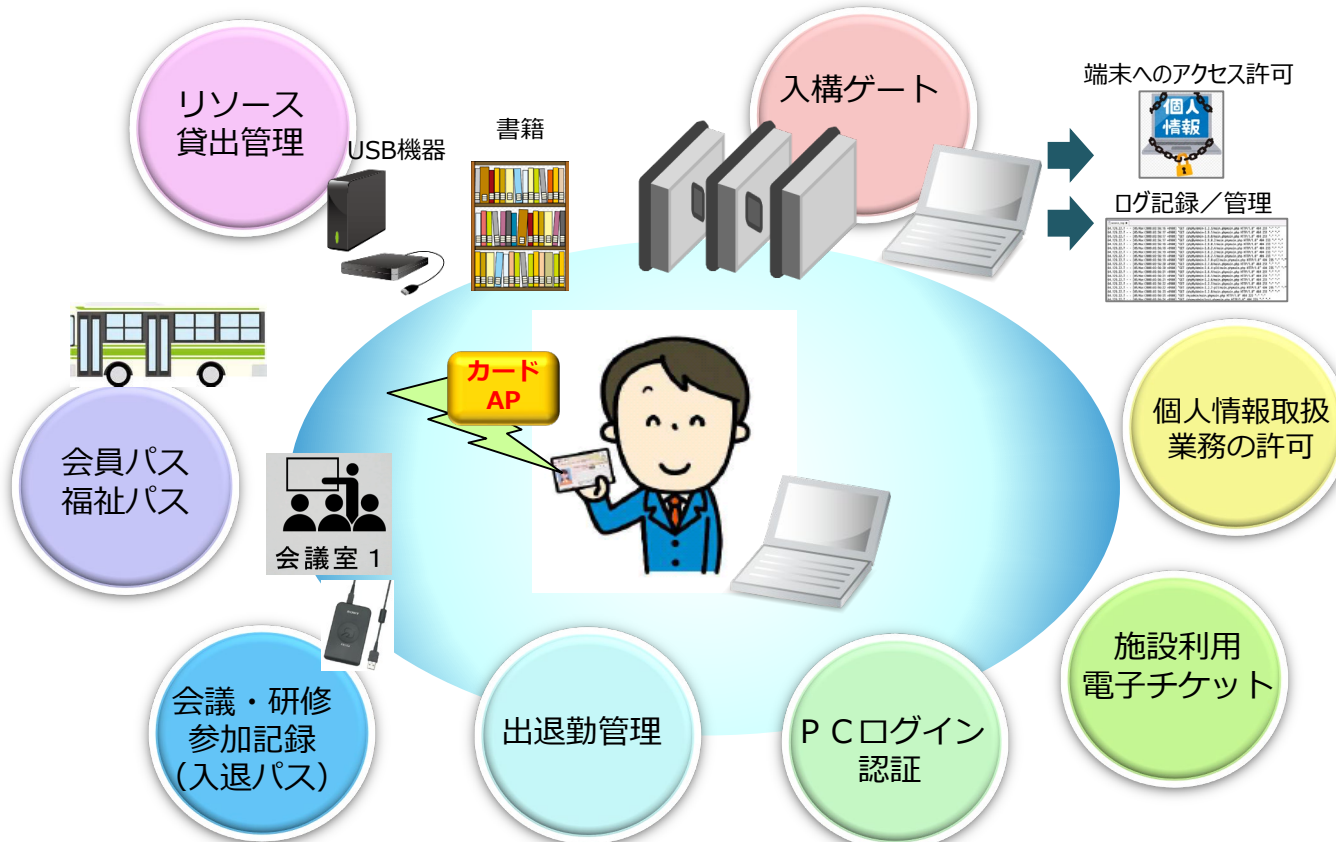 リソース
貸出管理
USB機器
書籍
入構ゲート
端末へのアクセス許可
個人
情報
ログ記録／管理
カード
AP
会員パス
福祉パス
個人情報取扱
業務の許可
会議室１
会議・研修
参加記録
（入退パス）
出退勤管理
ＰＣログイン
認証
施設利用
電子チケット